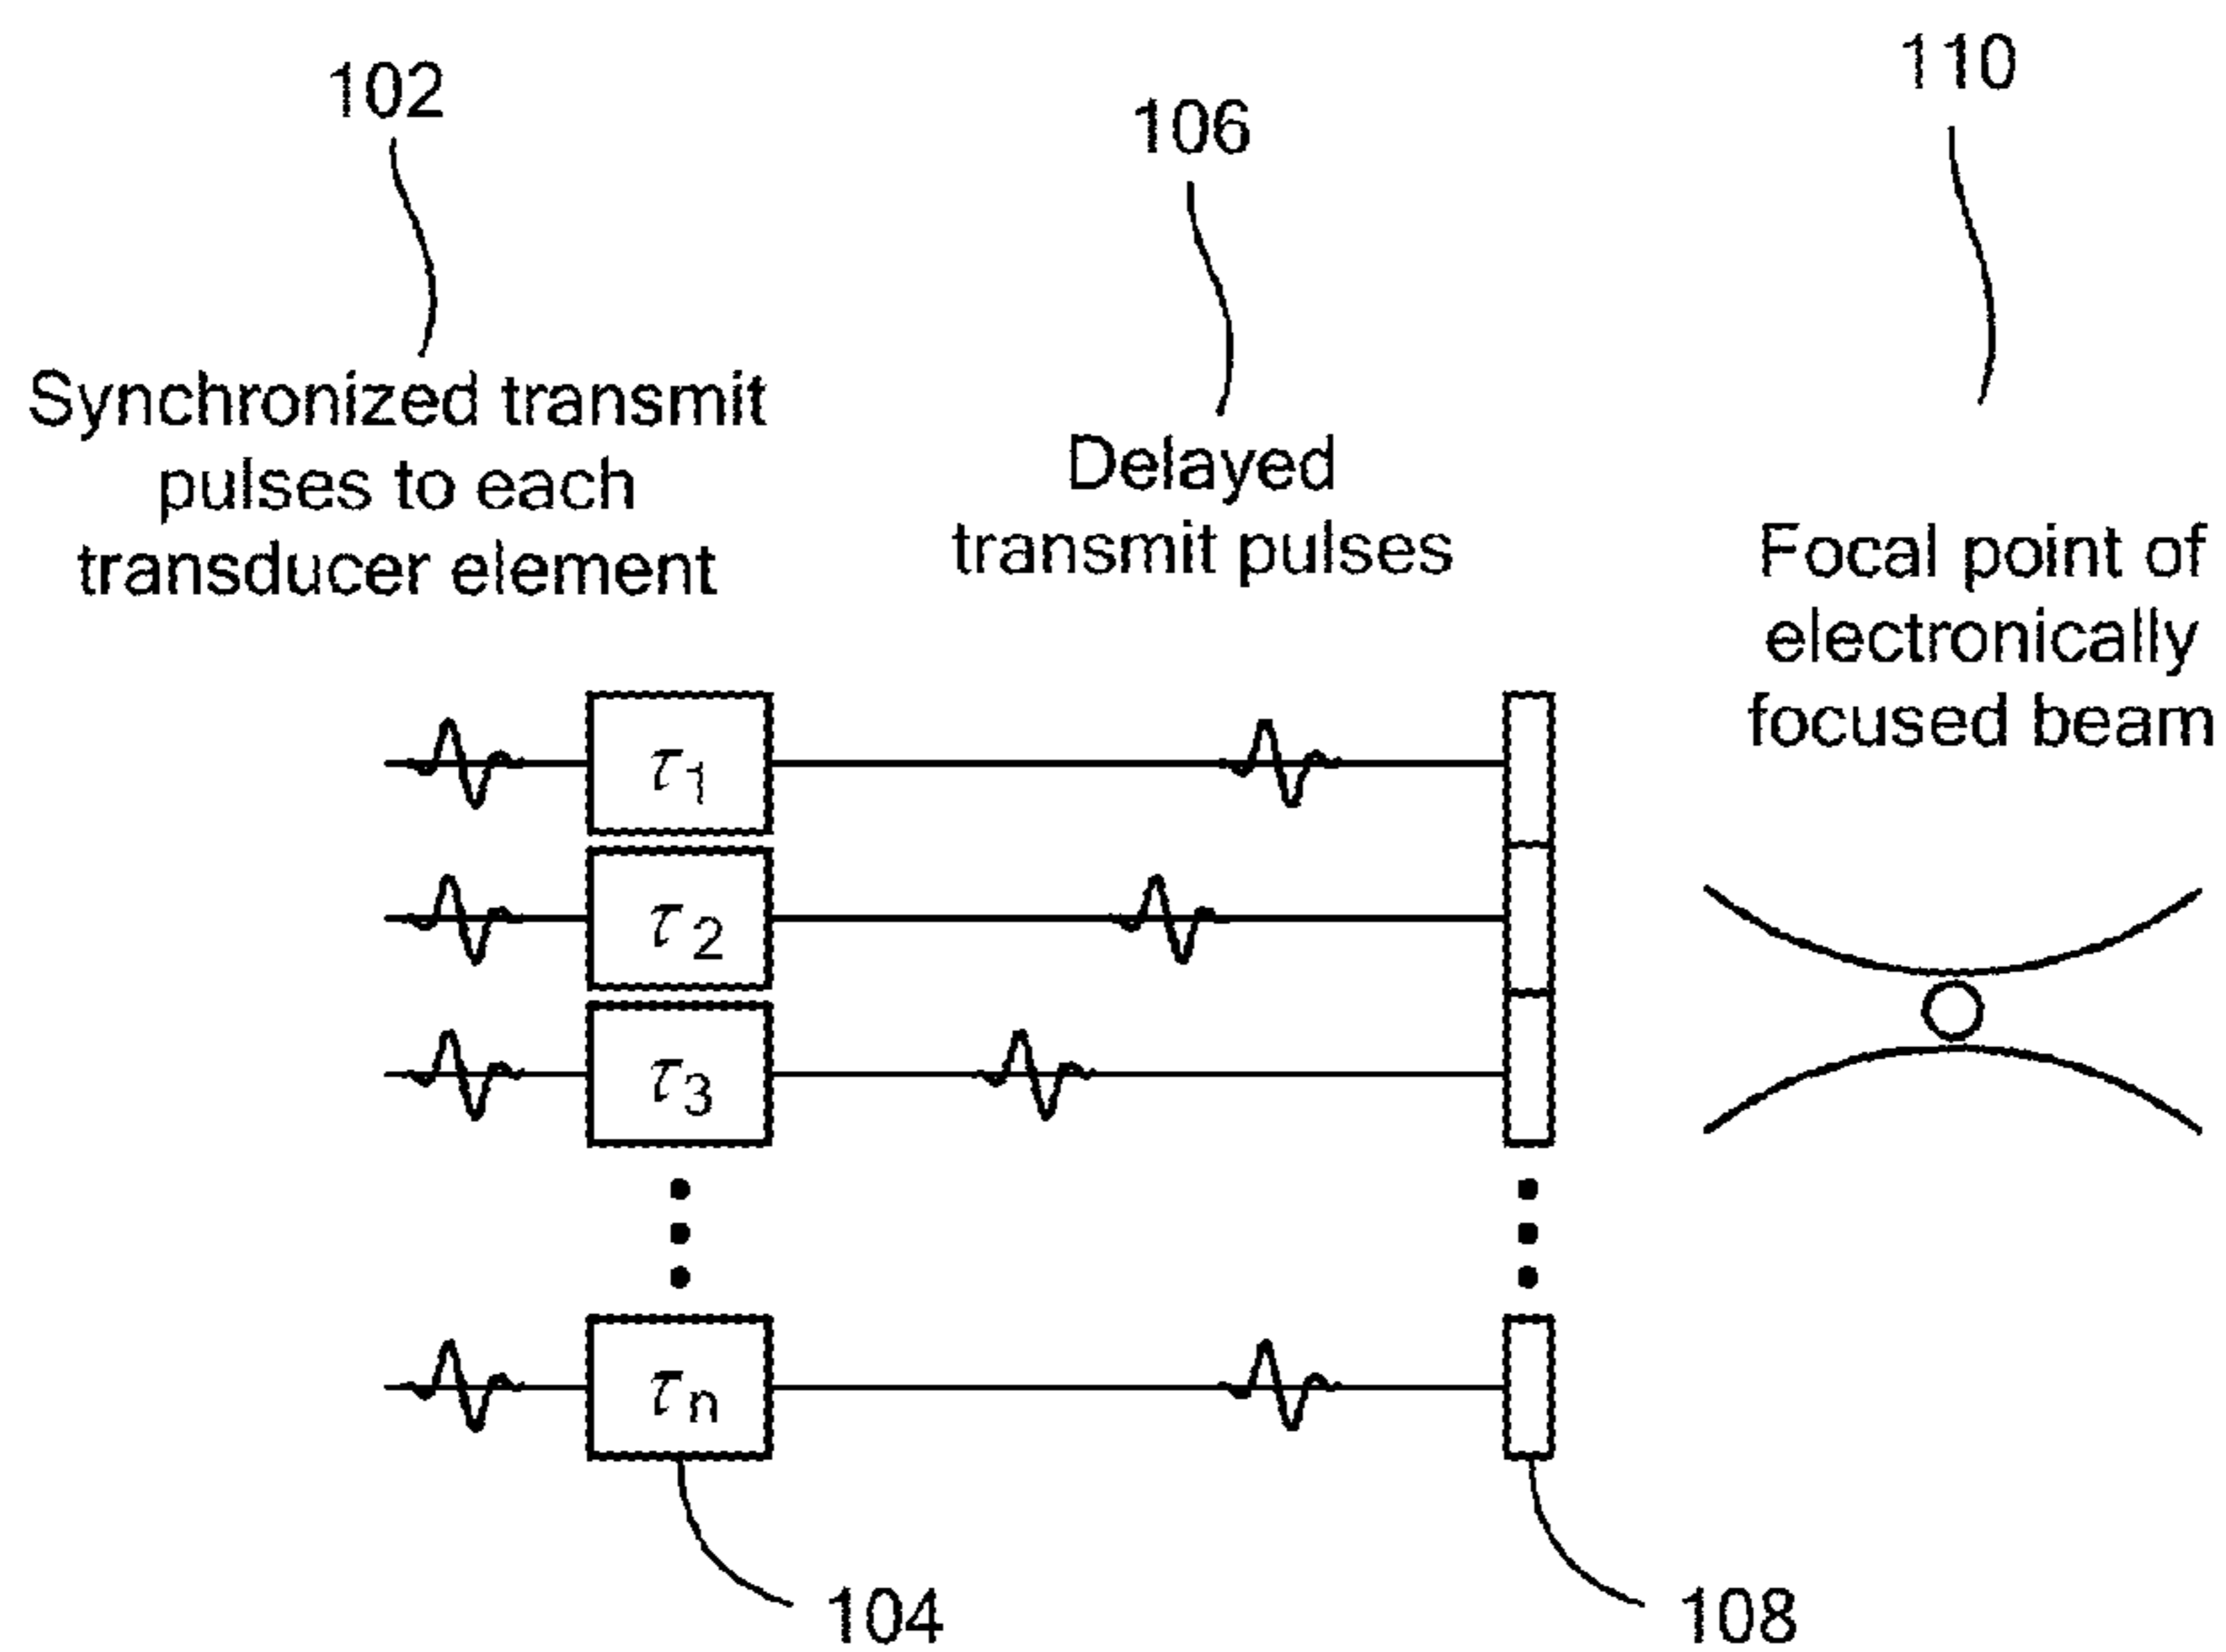 102
Synchronized transmit
pulses to each
transducer element
106
Delayed
transmit pulses
110
Focal point of
electronically
focused beam
τ1
τ2
τ3
τn
104
108